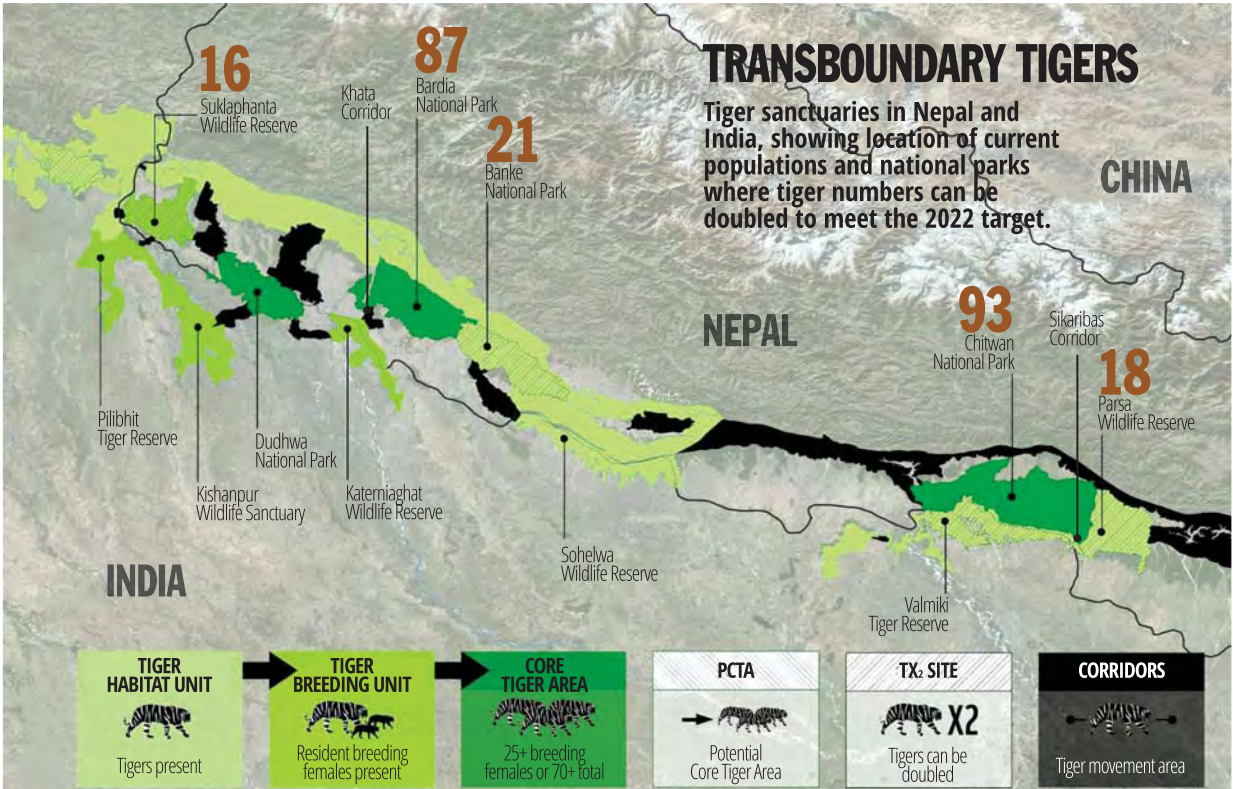 TRANSBOUNDARY TIGERS
Tiger sanctuaries in Nepal and
India, showing location of current
populations and national parks
where tiger numbers can be
doubled to meet the 2022 target.
16
Suklaphanta
Wildlife Reserve
Khata
Corridor
87
Bardia
National Park
21
Banke
National Park
CHINA
NEPAL
93
Chitwan
National Park
Sikaribas
Corridor
18
Parsa
Wildlife Reserve
Pilibhit
Tiger Reserve
Dudhwa
National Park
Kishanpur
Wildlife Sanctuary
Katerniaghat
Wildlife Reserve
Sohelwa
Wildlife Reserve
INDIA
Valmiki
Tiger Reserve
TIGER
HABITAT UNIT
Tigers present
TIGER
BREEDING UNIT
Resident breeding
females present
CORE
TIGER AREA
25+ breeding
females or 70+ total
PCTA
Potential
Core Tiger Area
TX2 SITE
X2
Tigers can be
doubled
CORRIDORS
Tiger movement area